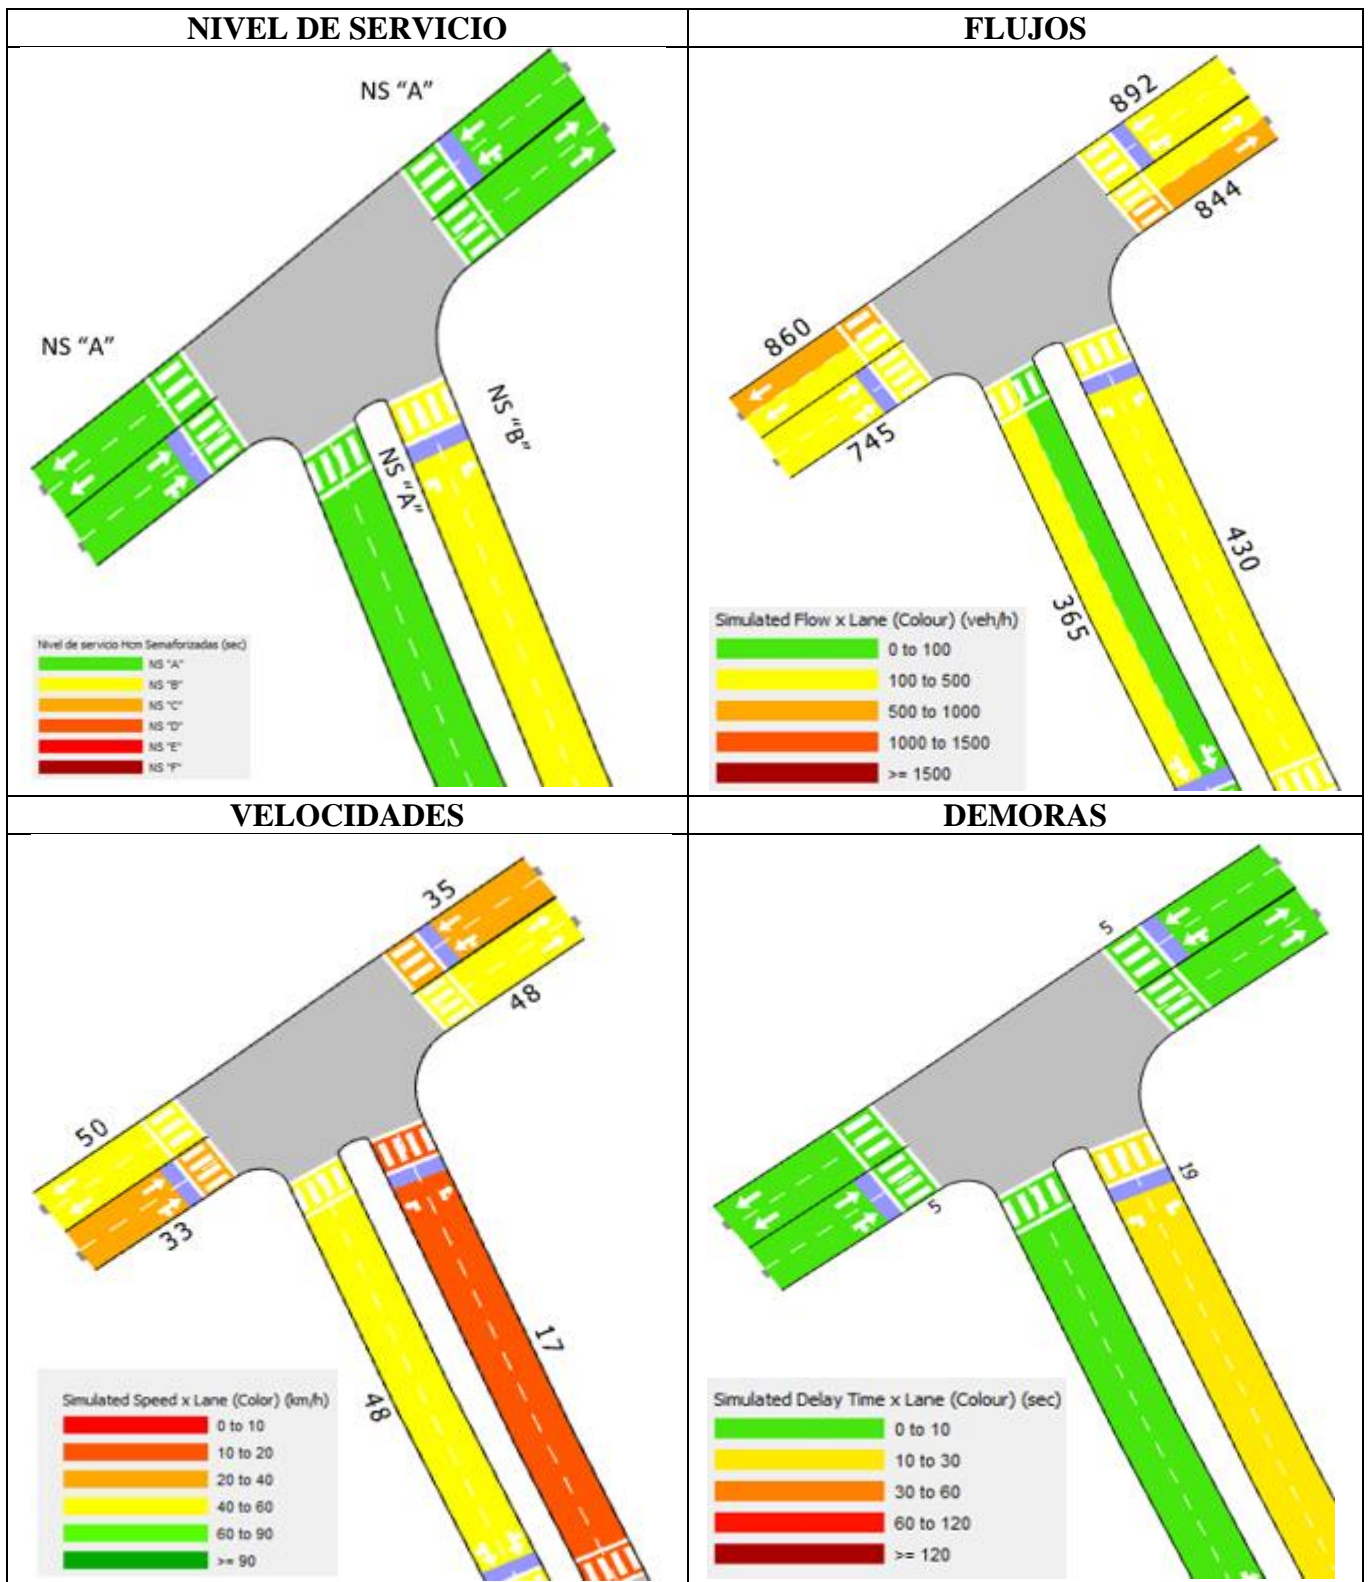 NIVEL DE SERVICIO
NS “A”
NS “A”
NS “B”
NS “A”
Nivel de servicio Hcm Semaforizadas (sec)
NS "A"
NS "B"
NS "C"
NS "D"
NS "E"
NS "F"
FLUJOS
892
844
860
745
430
365
Simulated Flow x Lane (Colour) (veh/h)
0 to 100
100 to 500
500 to 1000
1000 to 1500
>= 1500
VELOCIDADES
35
48
50
33
17
48
Simulated Speed x Lane (Color) (km/h)
0 to 10
10 to 20
20 to 40
40 to 60
60 to 90
>= 90
DEMORAS
5
19
5
Simulated Delay Time x Lane (Colour) (sec)
0 to 10
10 to 30
30 to 60
60 to 120
>= 120